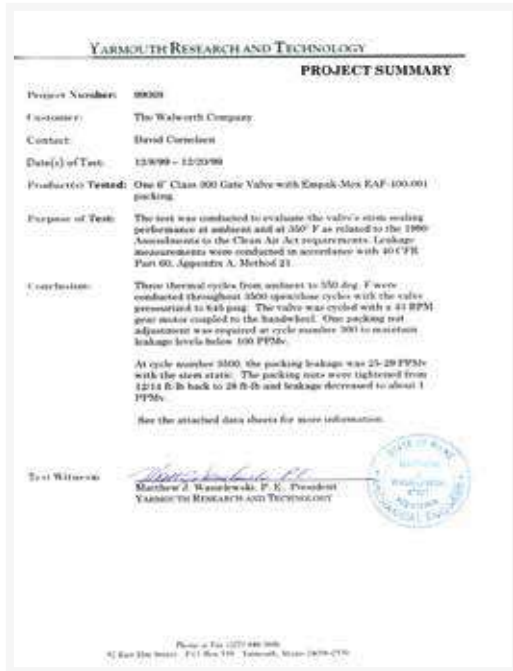 YARMOUTH RESEARCH AND TECHNOLOGY
PROJECT SUMMARY
Project Number:
Customer: The Walworth Company
Contact: David Cornelsen
Date(s) of Test: 12/9/99 – 12/20/99
Product(s) Tested: One 6" Class 300 Gate Valve with Empak-Mex EAF-100.001
packing.
Purpose of Test: The test was conducted to evaluate the valve's stem sealing
performance at ambient and at 350° F as related to the 1990
Amendments to the Clean Air Act requirements. Leakage
measurements were conducted in accordance with 40 CFR
Part 60, Appendix A, Method 21.
Conclusions: Three thermal cycles from ambient to 350 deg. F were
conducted throughout 3500 open/close cycles with the valve
pressurized to 645 psig. The valve was cycled with a RPM
gear motor coupled to the handwheel. One packing nut
adjustment was required at cycle number 300 to maintain
leakage levels below 100 PPMv.
At cycle number 3500, the packing leakage was 25-29 PPMv
with the stem static. The packing nuts were tightened from
12/14 ft-lb back to 28 ft-lb and leakage decreased to about 1
PPMv.
See the attached data sheets for more information.
Test Witness:
Matthew J. Wasielewski, P. E. President
YARMOUTH RESEARCH AND TECHNOLOGY
STATE OF MAINE